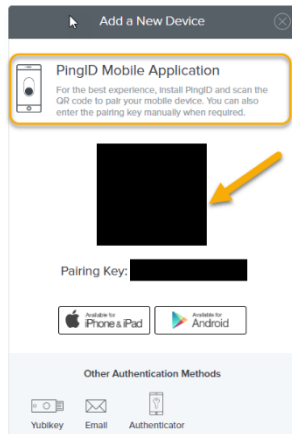 Add a New Device
PingID Mobile Application
For the best experience, install PingID and scan the
QR code to pair your mobile device. You can also
enter the pairing key manually when required.
Pairing Key:
Available for
iPhone & iPad
Available for
Android
Other Authentication Methods
Yubikey Email Authenticator